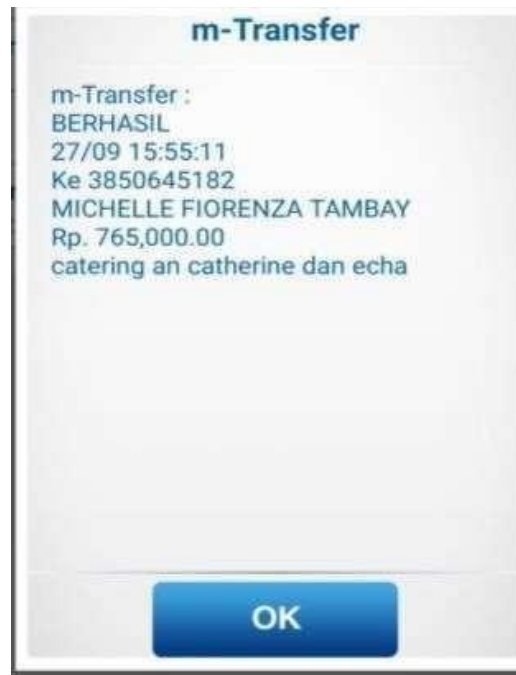 m-Transfer
m-Transfer :
BERHASIL
27/09 15:55:11
Ke 3850645182
MICHELLE FIORENZA TAMBAY
Rp. 765,000.00
catering an catherine dan echa
OK